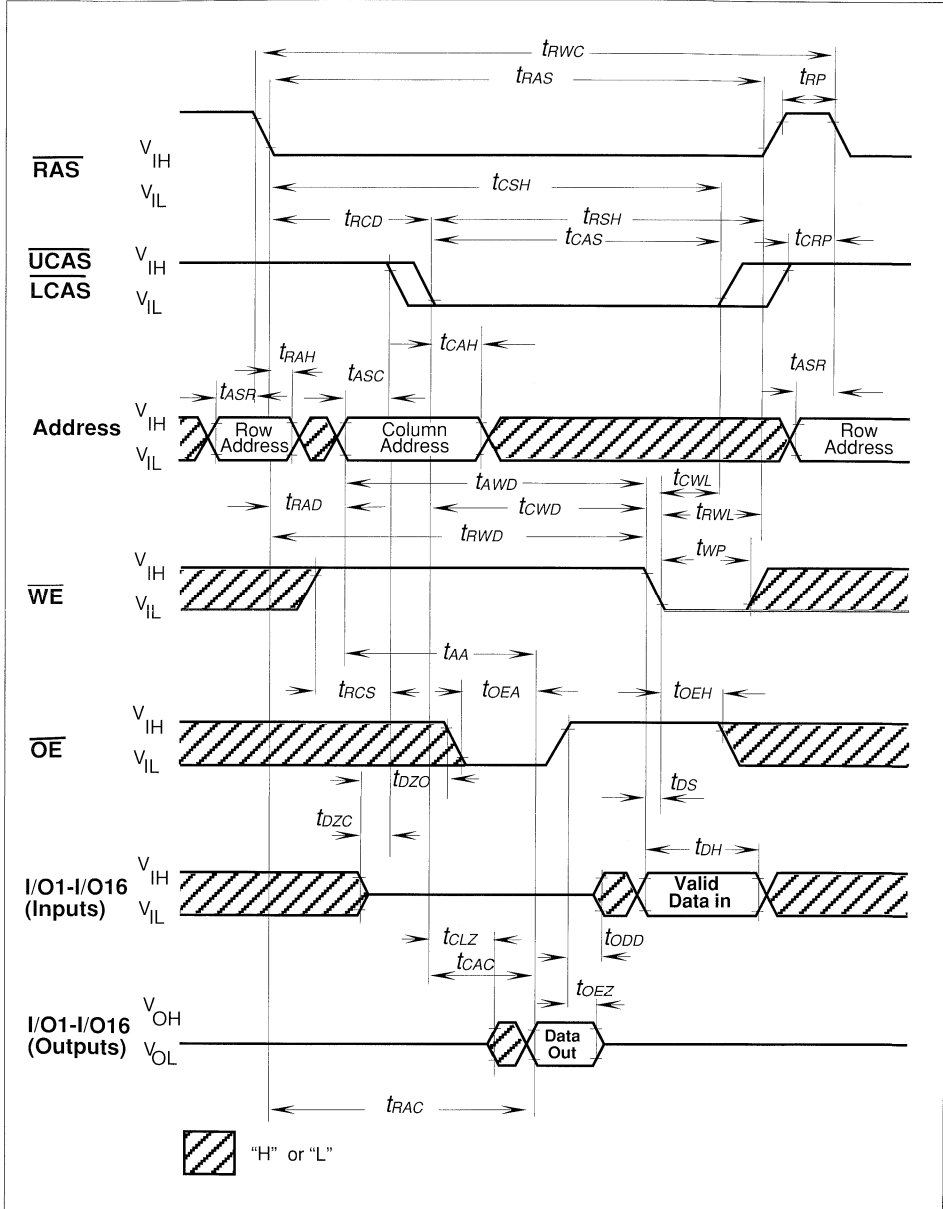 tRWC
tRAS
tRP
RAS
VIH
VIL
tCSH
tRCD
tRSH
tCAS
tCRP
UCAS
LCAS
VIH
VIL
tCAH
tRAH
tASR
tASC
tASR
Address
VIH
VIL
Row
Address
Column
Address
Row
Address
tAWD
tCWL
tRAD
tCWD
tRWL
tRWD
tWP
WE
VIH
VIL
tAA
tRCS
tOEA
tOEH
OE
VIH
VIL
tDZO
tDS
tDZC
tDH
I/O1-I/O16
(Inputs)
VIH
VIL
Valid
Data in
tCLZ
tODD
tCAC
tOEZ
I/O1-I/O16
(Outputs)
VOH
VOL
Data
Out
tRAC
“H” or “L”